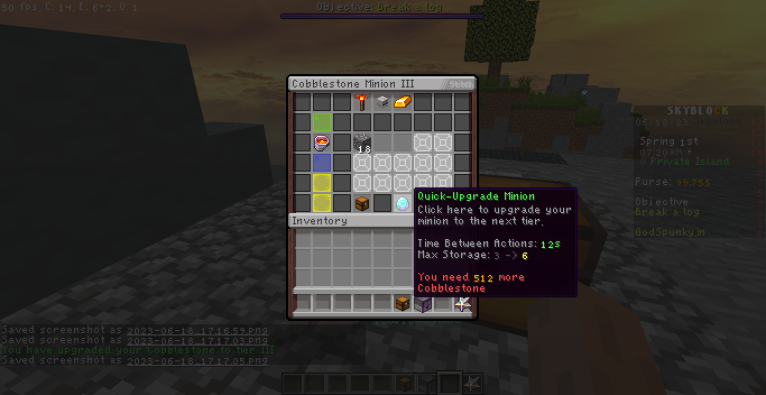 Objective: Break a log
Cobblestone Minion III
18
Quick-Upgrade Minion
Click here to upgrade your
minion to the next tier.
Time Between Actions: 12s
Max Storage: 3 -> 6
You need 512 more
Cobblestone
Inventory
SKYBLOCK
Spring 1st
Private Island
Purse:
Objective
Break a log
Saved screenshot as 2023-06-18_17.16.59.png
Saved screenshot as 2023-06-18_17.17.03.png
You have upgraded your Cobblestone to tier III
Saved screenshot as 2023-06-18_17.17.05.png